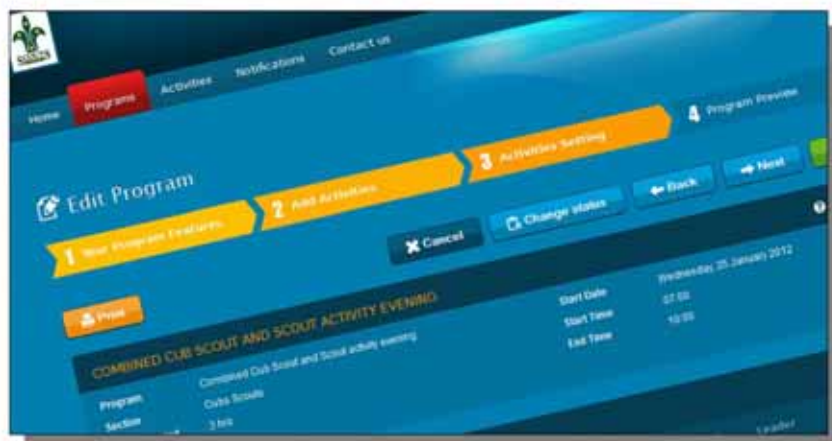 Home Programs Activities Notifications Contact us
Edit Program
1 Your Program Features
2 Add Activities
3 Activities Setting
4 Program Preview
Cancel
Change status
Back
Next
Print
COMBINED CUB SCOUT AND SCOUT ACTIVITY EVENING
Program Combined Cub Scout and Scout activity evening
Section Cubs Scouts
3 hrs
Start Date Wednesday, 25 January 2012
Start Time 07:00
End Time 10:00
Leader